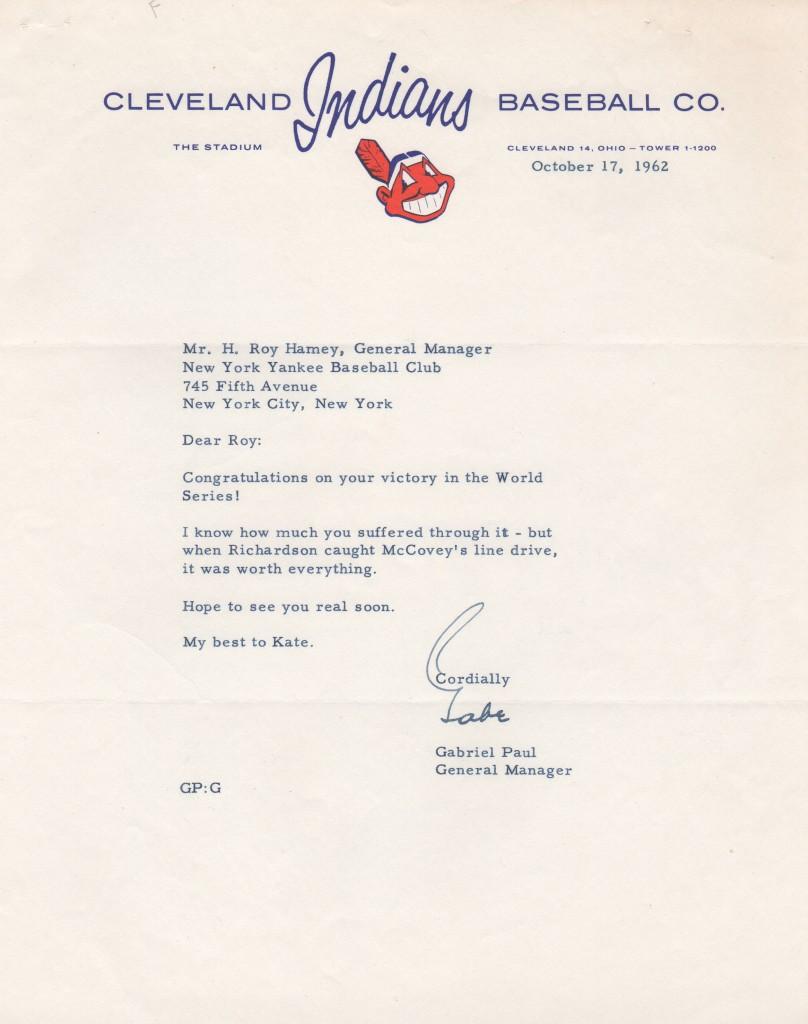 F
CLEVELAND Indians BASEBALL CO.
THE STADIUM
CLEVELAND 14, OHIO – TOWER 1-1200
October 17, 1962
Mr. H. Roy Hamey, General Manager
New York Yankee Baseball Club
745 Fifth Avenue
New York City, New York
Dear Roy:
Congratulations on your victory in the World
Series!
I know how much you suffered through it - but
when Richardson caught McCovey's line drive,
it was worth everything.
Hope to see you real soon.
My best to Kate.
Cordially
Gabe
Gabriel Paul
General Manager
GP:G